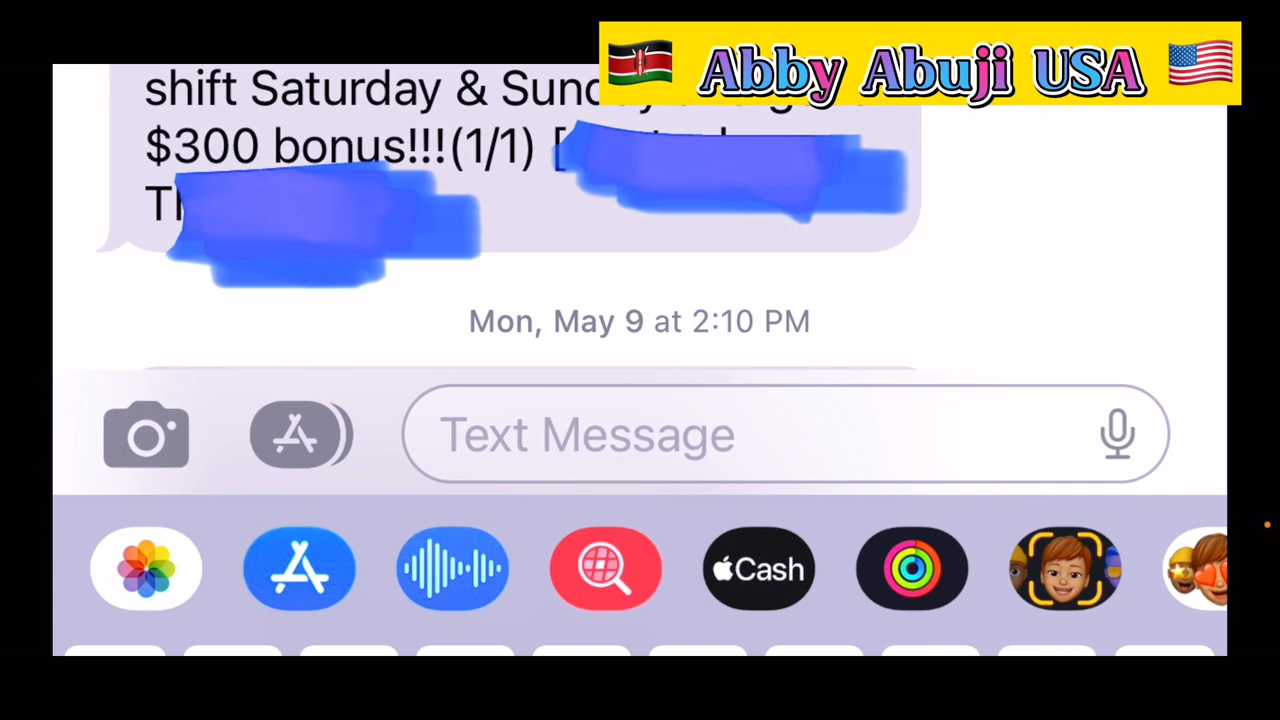 Abby Abuji USA
shift Saturday & Sunday
$300 bonus!!!(1/1) [
Mon, May 9 at 2:10 PM
Text Message
Cash